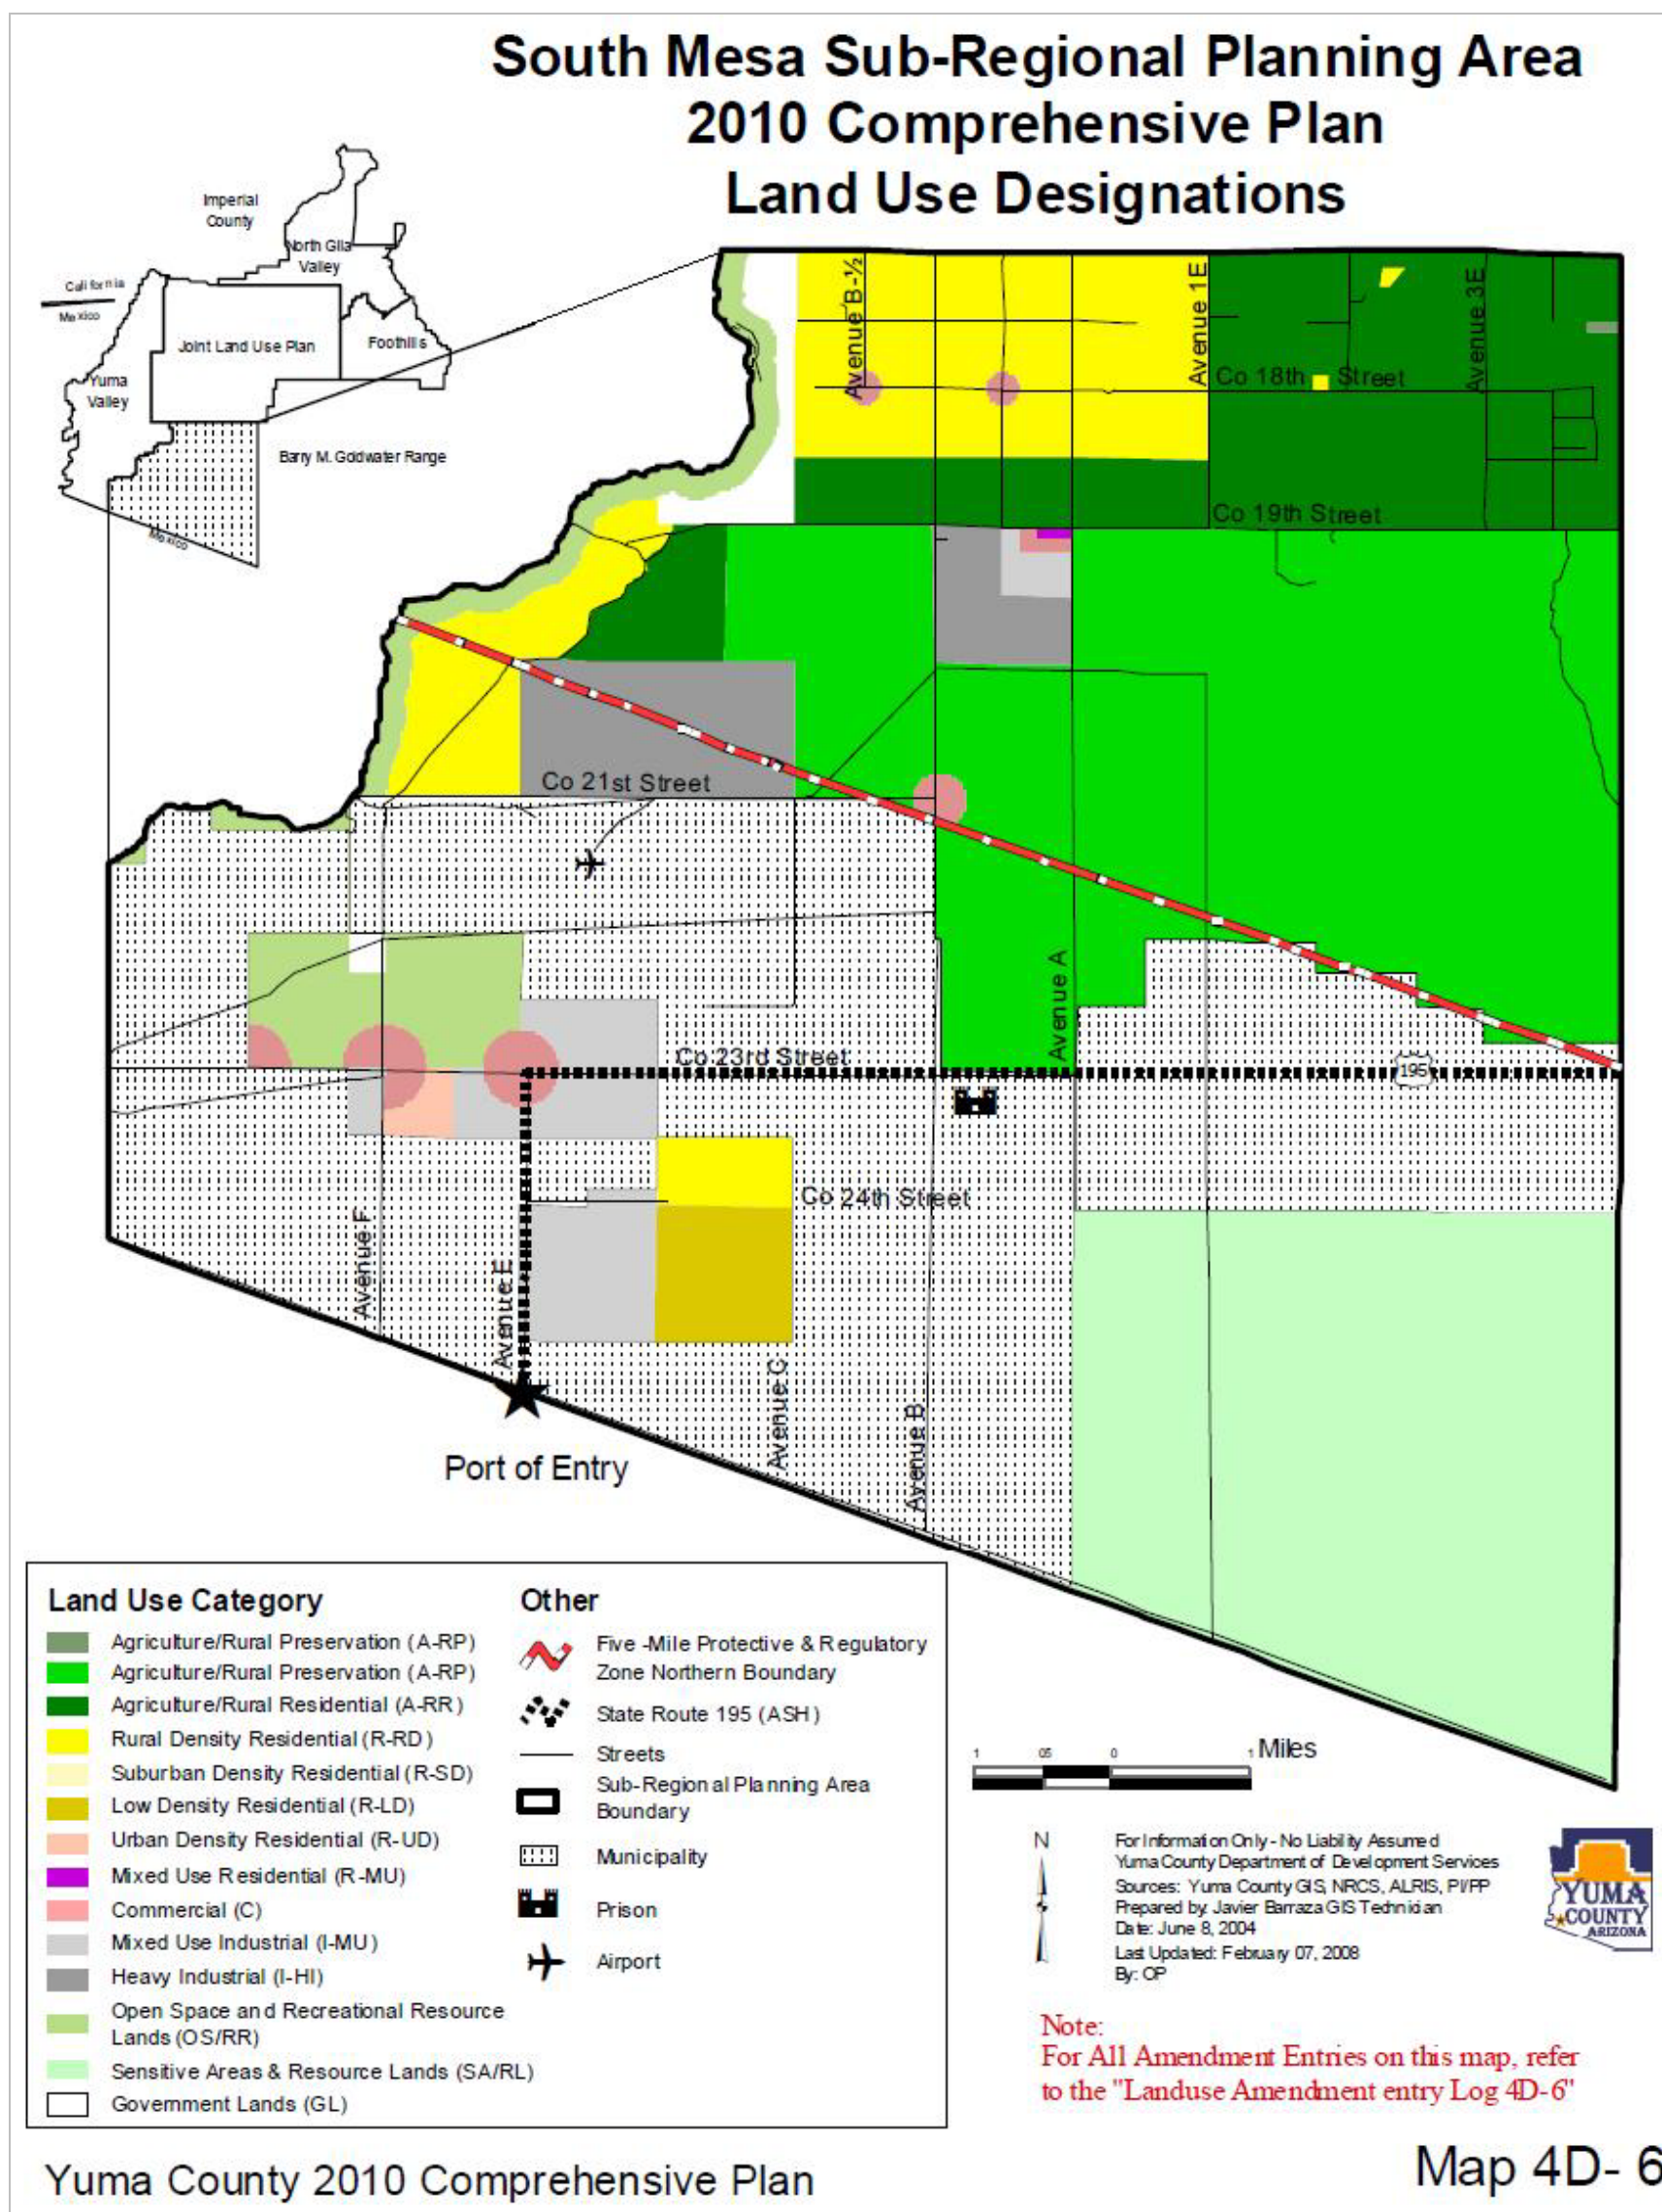 South Mesa Sub-Regional Planning Area
2010 Comprehensive Plan
Land Use Designations
Imperial
County
North Gila
Valley
California
Mexico
Joint Land Use Plan
Foothills
Yuma
Valley
Barry M. Goldwater Range
Mexico
Avenue B-½
Avenue 1E
Avenue 3E
Co 18th Street
Co 19th Street
Co 21st Street
Avenue A
Co 23rd Street
195
Co 24th Street
Avenue F
Avenue E
Avenue C
Avenue B
Port of Entry
Land Use Category
Agriculture/Rural Preservation (A-RP)
Agriculture/Rural Preservation (A-RP)
Agriculture/Rural Residential (A-RR)
Rural Density Residential (R-RD)
Suburban Density Residential (R-SD)
Low Density Residential (R-LD)
Urban Density Residential (R-UD)
Mixed Use Residential (R-MU)
Commercial (C)
Mixed Use Industrial (I-MU)
Heavy Industrial (I-HI)
Open Space and Recreational Resource
Lands (OS/RR)
Sensitive Areas & Resource Lands (SA/RL)
Government Lands (GL)
Other
Five -Mile Protective & Regulatory
Zone Northern Boundary
State Route 195 (ASH)
Streets
Sub-Regional Planning Area
Boundary
Municipality
Prison
Airport
1 05 0 1 Miles
N
For Information Only - No Liability Assumed
Yuma County Department of Development Services
Sources: Yuma County GIS, NRCS, ALRIS, PI/PP
Prepared by: Javier Barraza GIS Technician
Date: June 8, 2004
Last Updated: February 07, 2008
By: OP
YUMA
COUNTY
ARIZONA
Note:
For All Amendment Entries on this map, refer
to the "Landuse Amendment entry Log 4D-6"
Yuma County 2010 Comprehensive Plan
Map 4D- 6